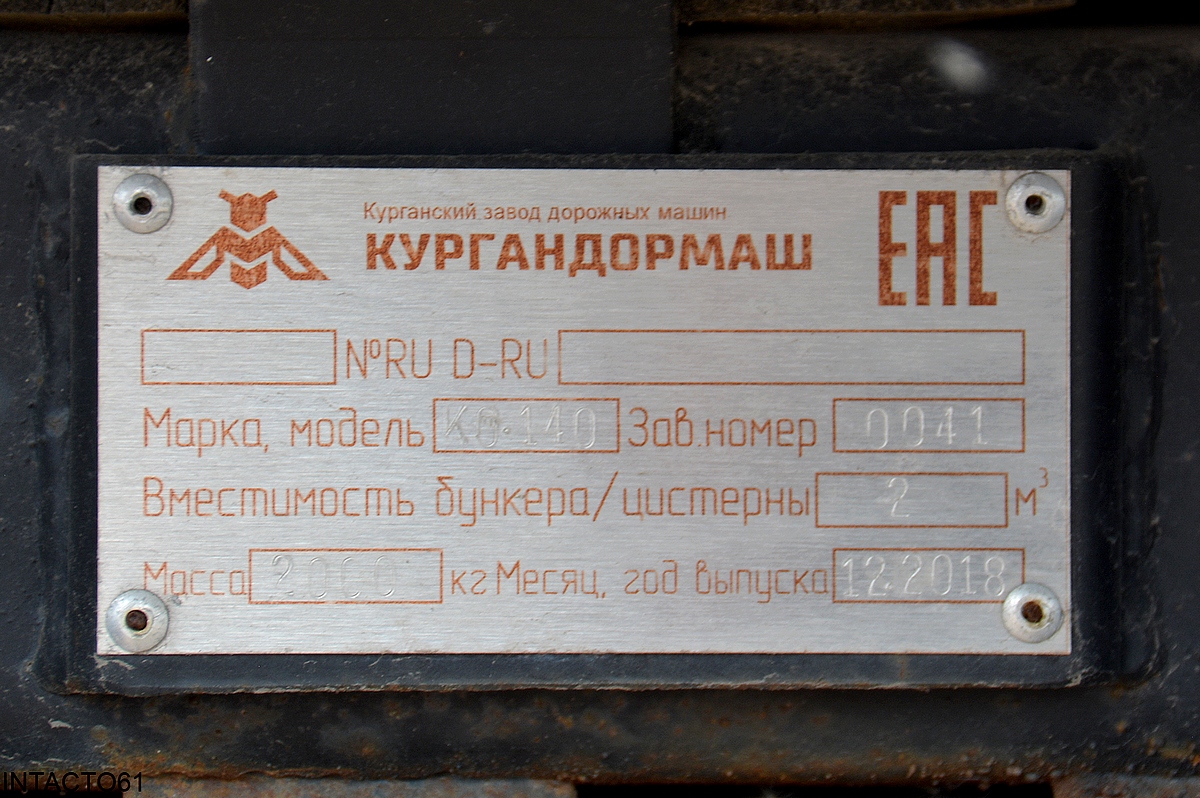 Курганский завод дорожных машин
КУРГАНДОРМАШ
ЕАС
№RU Д-RU
Марка, модель КО-140 Зав.номер 0041
Вместимость бункера/цистерны 2 м³
Масса 2000 кг Месяц, год выпуска 12.2018
INTACTO61